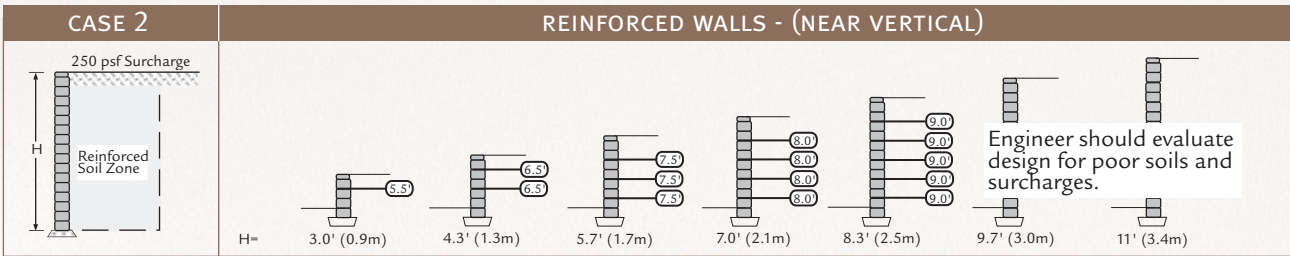 CASE 2
REINFORCED WALLS - (NEAR VERTICAL)
250 psf Surcharge
H
Reinforced
Soil Zone
5.5'
6.5'
6.5'
7.5'
7.5'
7.5'
8.0'
8.0'
8.0'
8.0'
9.0'
9.0'
9.0'
9.0'
9.0'
Engineer should evaluate
design for poor soils and
surcharges.
H= 3.0' (0.9m) 4.3' (1.3m) 5.7' (1.7m) 7.0' (2.1m) 8.3' (2.5m) 9.7' (3.0m) 11' (3.4m)